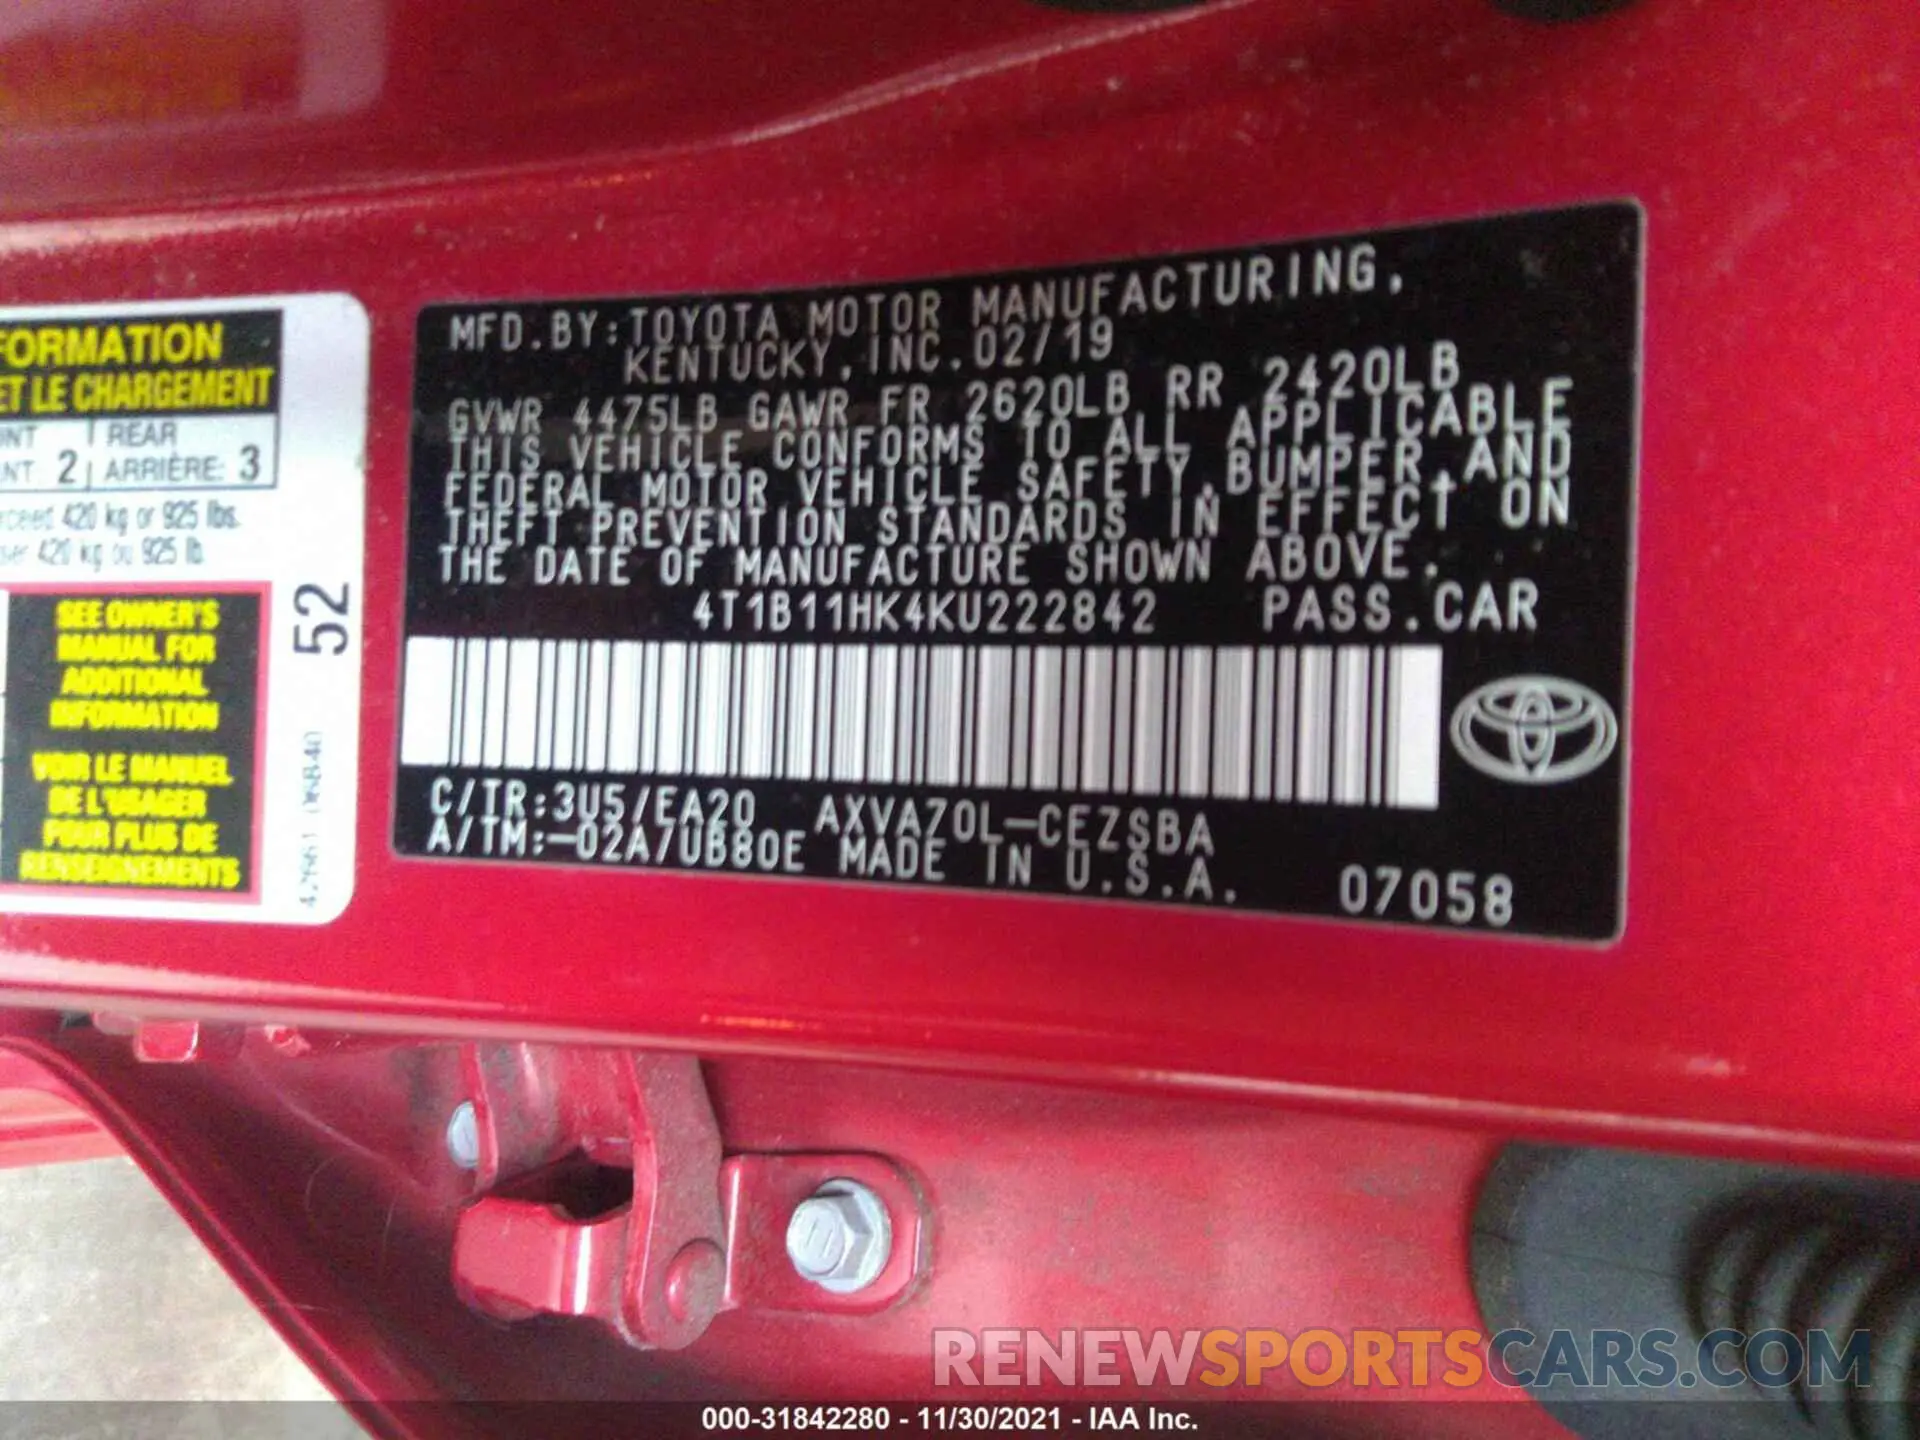 FORMATION
ET LE CHARGEMENT
REAR
2 ARRIÈRE: 3
420 kg or 925 lbs.
420 kg ou 925 lb.
SEE OWNER'S
MANUAL FOR
ADDITIONAL
INFORMATION
VOIR LE MANUEL
DE L'USAGER
POUR PLUS DE
RENSEIGNEMENTS
52
MFD.BY:TOYOTA MOTOR MANUFACTURING,
KENTUCKY,INC.02/19
GVWR 4475LB GAWR FR 2620LB RR 2420LB
THIS VEHICLE CONFORMS TO ALL APPLICABLE
FEDERAL MOTOR VEHICLE SAFETY,BUMPER,AND
THEFT PREVENTION STANDARDS IN EFFECT ON
THE DATE OF MANUFACTURE SHOWN ABOVE.
4T1B11HK4KU222842 PASS.CAR
C/TR:3U5/EA20 AXVA70L-CEZSBA
A/TM:-02A/UB80E MADE IN U.S.A. 07058
RENEWSPORTSCARS.COM
000-31842280 - 11/30/2021 - IAA Inc.